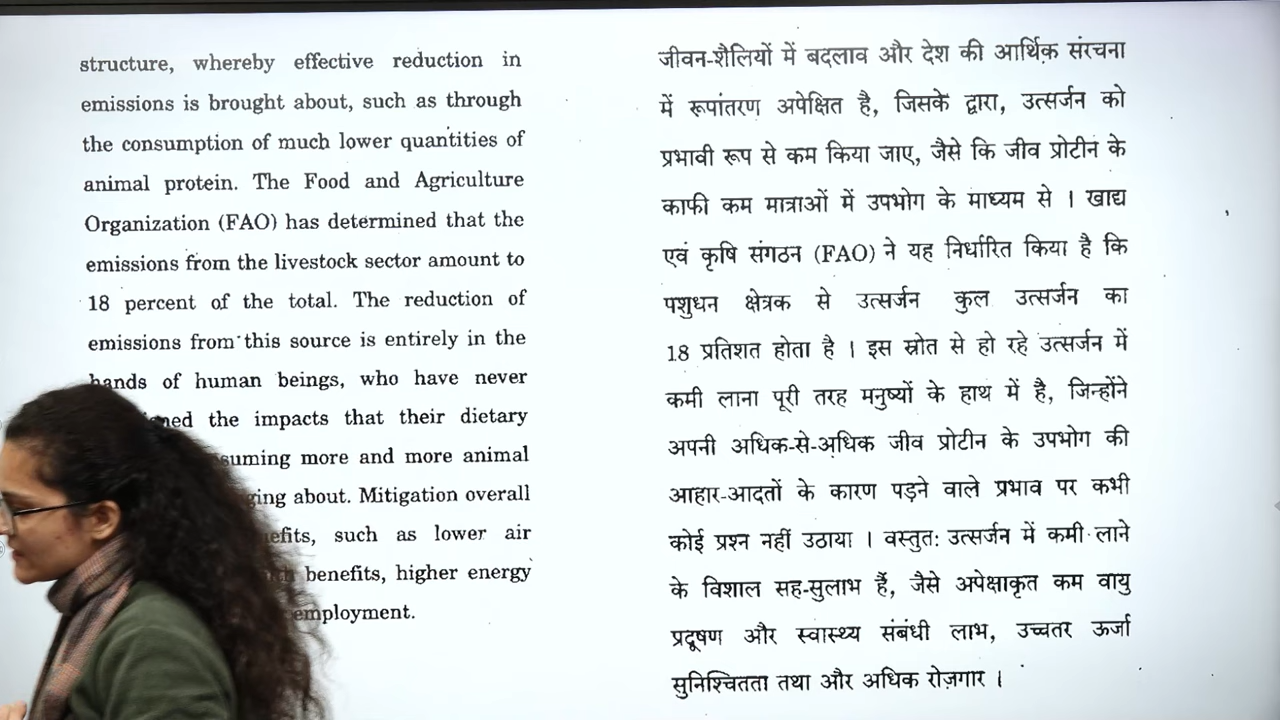 structure, whereby effective reduction in
emissions is brought about, such as through
the consumption of much lower quantities of
animal protein. The Food and Agriculture
Organization (FAO) has determined that the
emissions from the livestock sector amount to
18 percent of the total. The reduction of
emissions from this source is entirely in the
hands of human beings, who have never
the impacts that their dietary
more and more animal
about. Mitigation overall
such as lower air
benefits, higher energy
employment.
जीवन-शैलियों में बदलाव और देश की आर्थिक संरचना
में रूपांतरण अपेक्षित है, जिसके द्वारा, उत्सर्जन को
प्रभावी रूप से कम किया जाए, जैसे कि जीव प्रोटीन के
काफी कम मात्राओं में उपभोग के माध्यम से । खाद्य
एवं कृषि संगठन (FAO) ने यह निर्धारित किया है कि
पशुधन क्षेत्रक से उत्सर्जन कुल उत्सर्जन का
18 प्रतिशत होता है । इस स्रोत से हो रहे उत्सर्जन में
कमी लाना पूरी तरह मनुष्यों के हाथ में है, जिन्होंने
अपनी अधिक-से-अधिक जीव प्रोटीन के उपभोग की
आहार-आदतों के कारण पड़ने वाले प्रभाव पर कभी
कोई प्रश्न नहीं उठाया । वस्तुत: उत्सर्जन में कमी लाने
के विशाल सह-सुलाभ हैं, जैसे अपेक्षाकृत कम वायु
प्रदूषण और स्वास्थ्य संबंधी लाभ, उच्चतर ऊर्जा
सुनिश्चितता तथा और अधिक रोज़गार ।